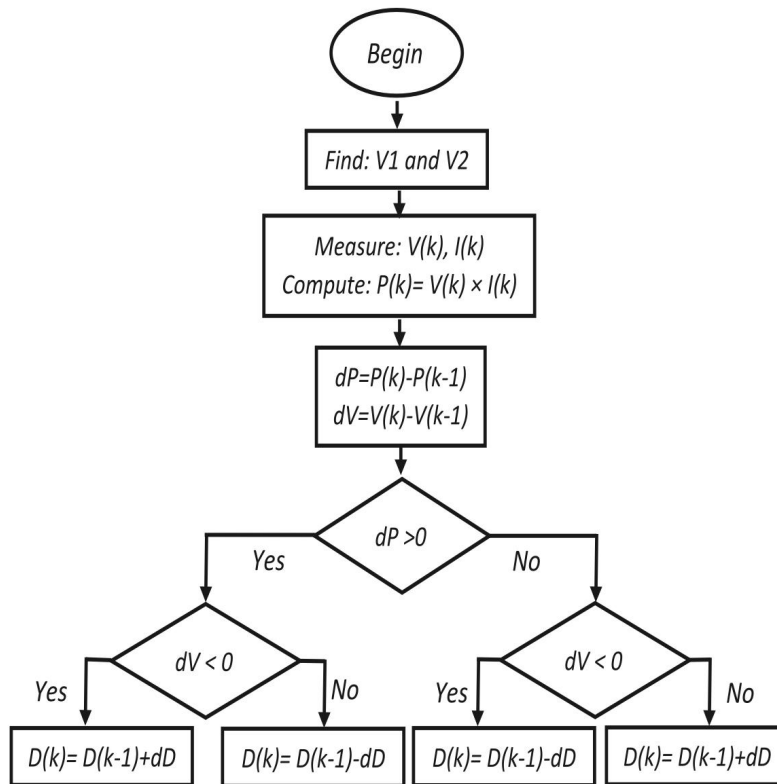 Begin
Find: V1 and V2
Measure: V(k), I(k)
Compute: P(k)= V(k) × I(k)
dP=P(k)-P(k-1)
dV=V(k)-V(k-1)
dP >0
Yes
No
dV < 0
dV < 0
Yes
No
Yes
No
D(k)= D(k-1)+dD
D(k)= D(k-1)-dD
D(k)= D(k-1)-dD
D(k)= D(k-1)+dD